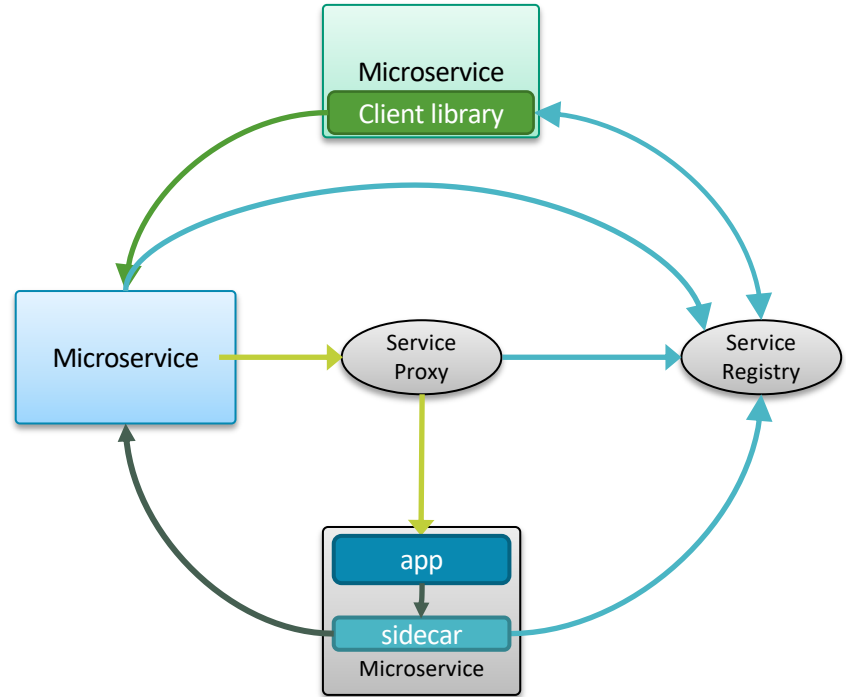 Microservice
Client library
Microservice
Service
Proxy
Service
Registry
app
sidecar
Microservice